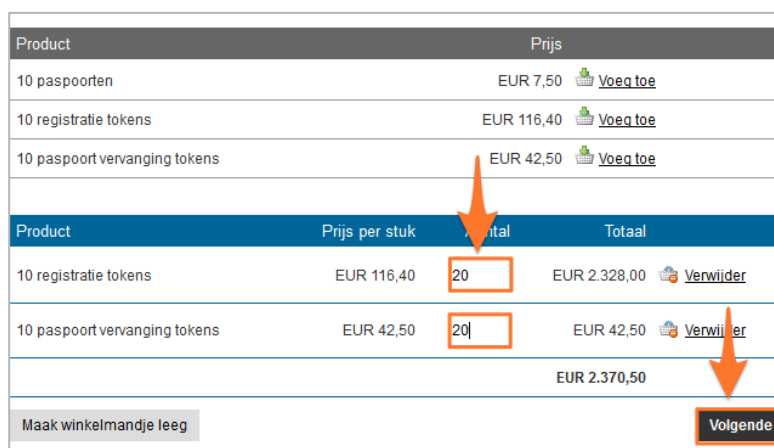 Product Prijs
10 paspoorten EUR 7,50 Voeg toe
10 registratie tokens EUR 116,40 Voeg toe
10 paspoort vervanging tokens EUR 42,50 Voeg toe
Product Prijs per stuk Totaal
10 registratie tokens EUR 116,40 20 EUR 2.328,00 Verwijder
10 paspoort vervanging tokens EUR 42,50 20 EUR 42,50 Verwijder
EUR 2.370,50
Maak winkelmandje leeg Volgende